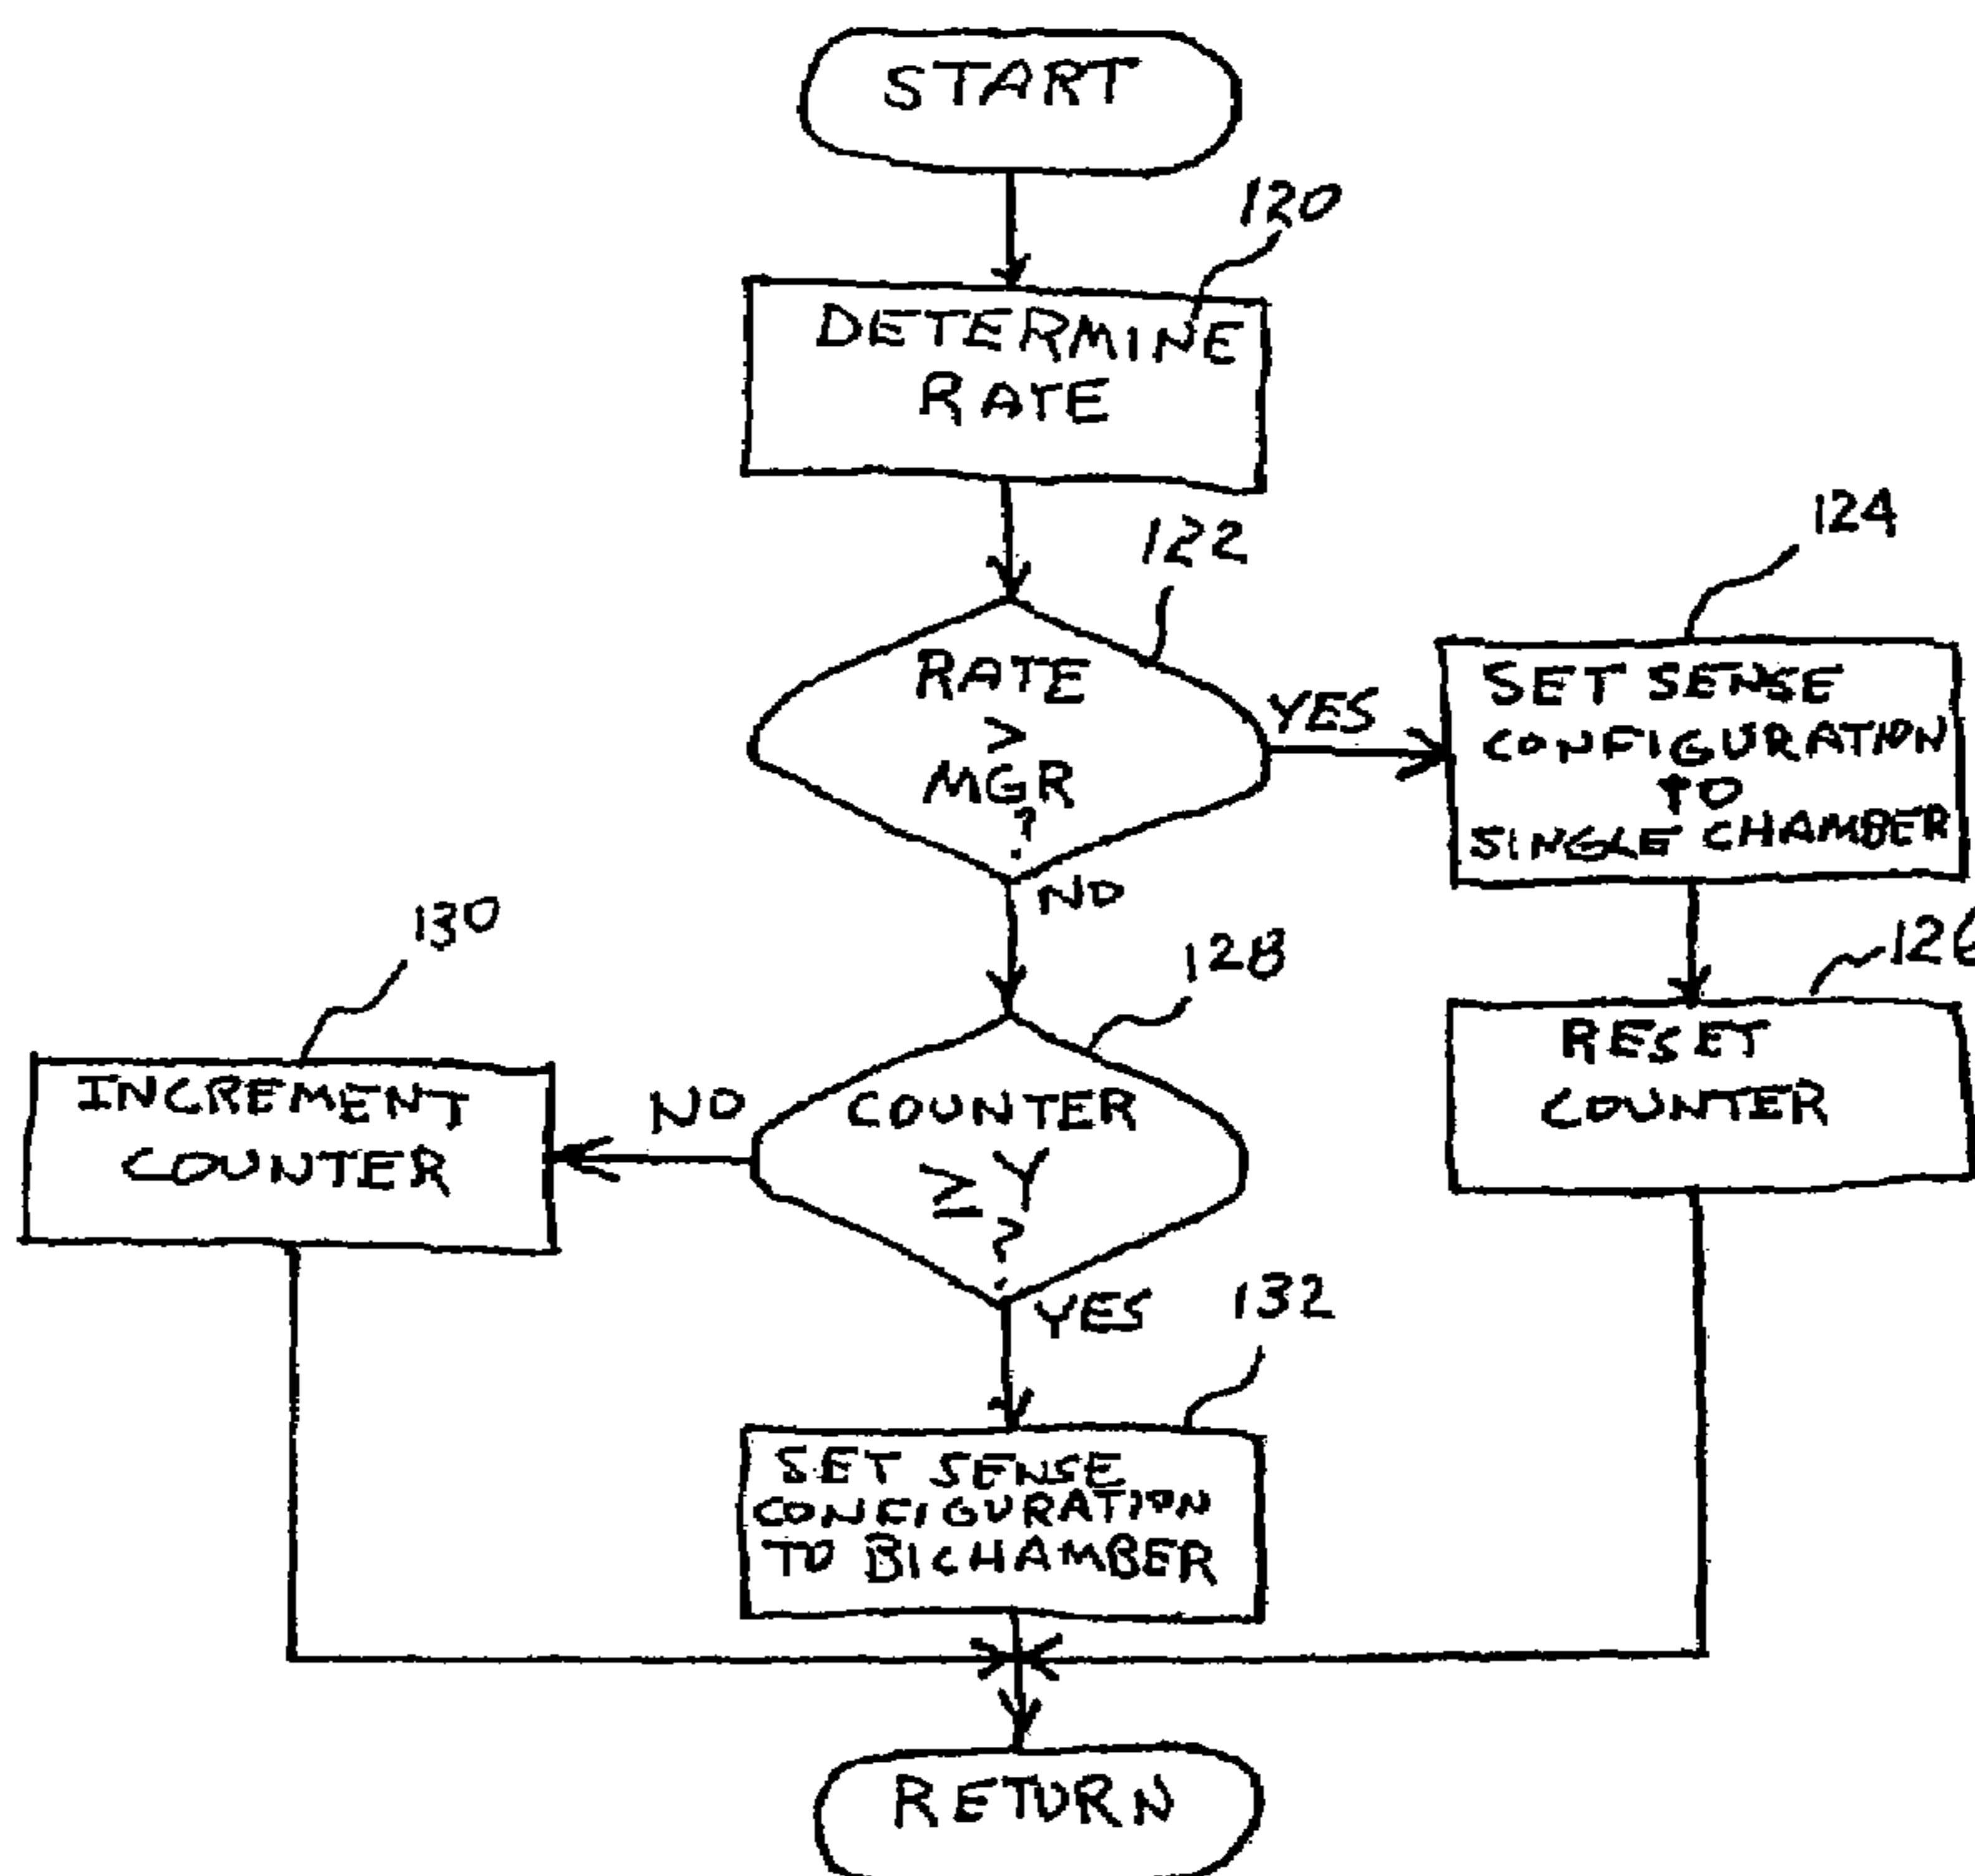 START
120
DETERMINE
RATE
122
RATE
>
MGR
?
YES
124
SET SENSE
CONFIGURATION
TO
SINGLE CHAMBER
NO
126
RESET
COUNTER
128
COUNTER
≥ Y
?
NO
130
INCREMENT
COUNTER
YES
132
SET SENSE
CONFIGURATION
TO BICHAMBER
RETURN